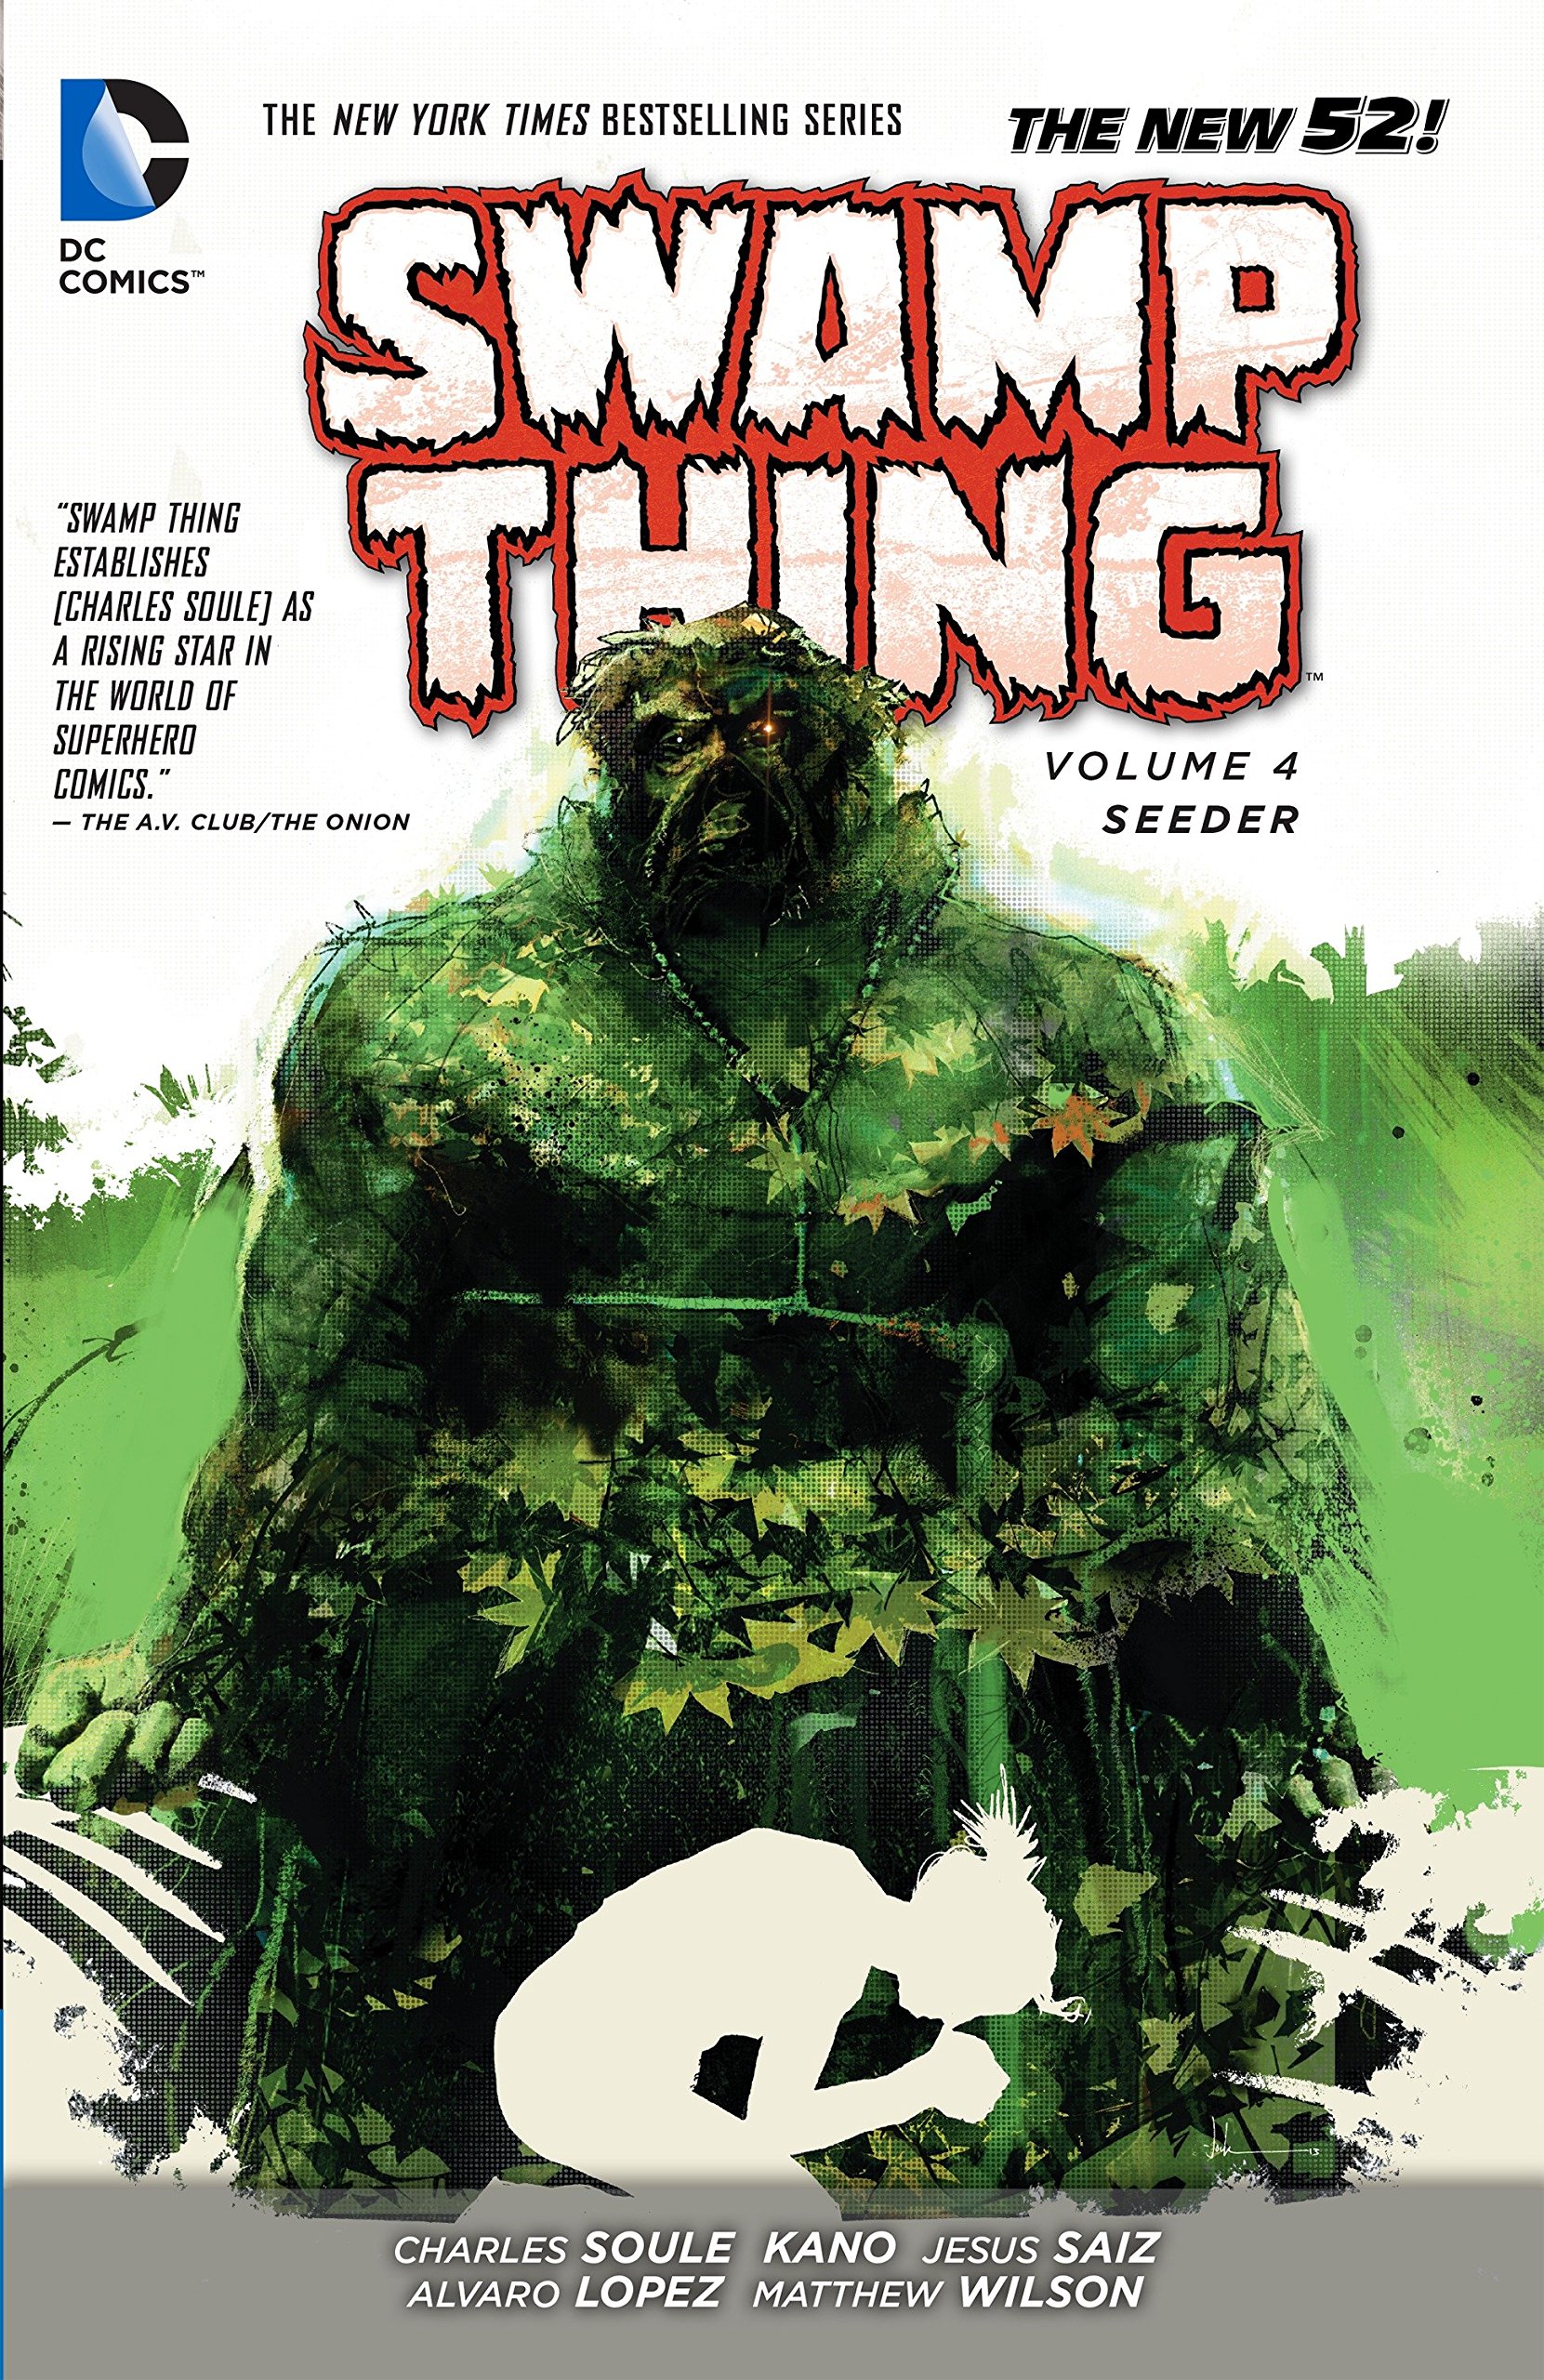 THE NEW YORK TIMES BESTSELLING SERIES
THE NEW 52!
DC
COMICS™
SWAMP
THING™
"SWAMP THING
ESTABLISHES
[CHARLES SOULE] AS
A RISING STAR IN
THE WORLD OF
SUPERHERO
COMICS."
— THE A.V. CLUB/THE ONION
VOLUME 4
SEEDER
CHARLES SOULE KANO JESUS SAIZ
ALVARO LOPEZ MATTHEW WILSON